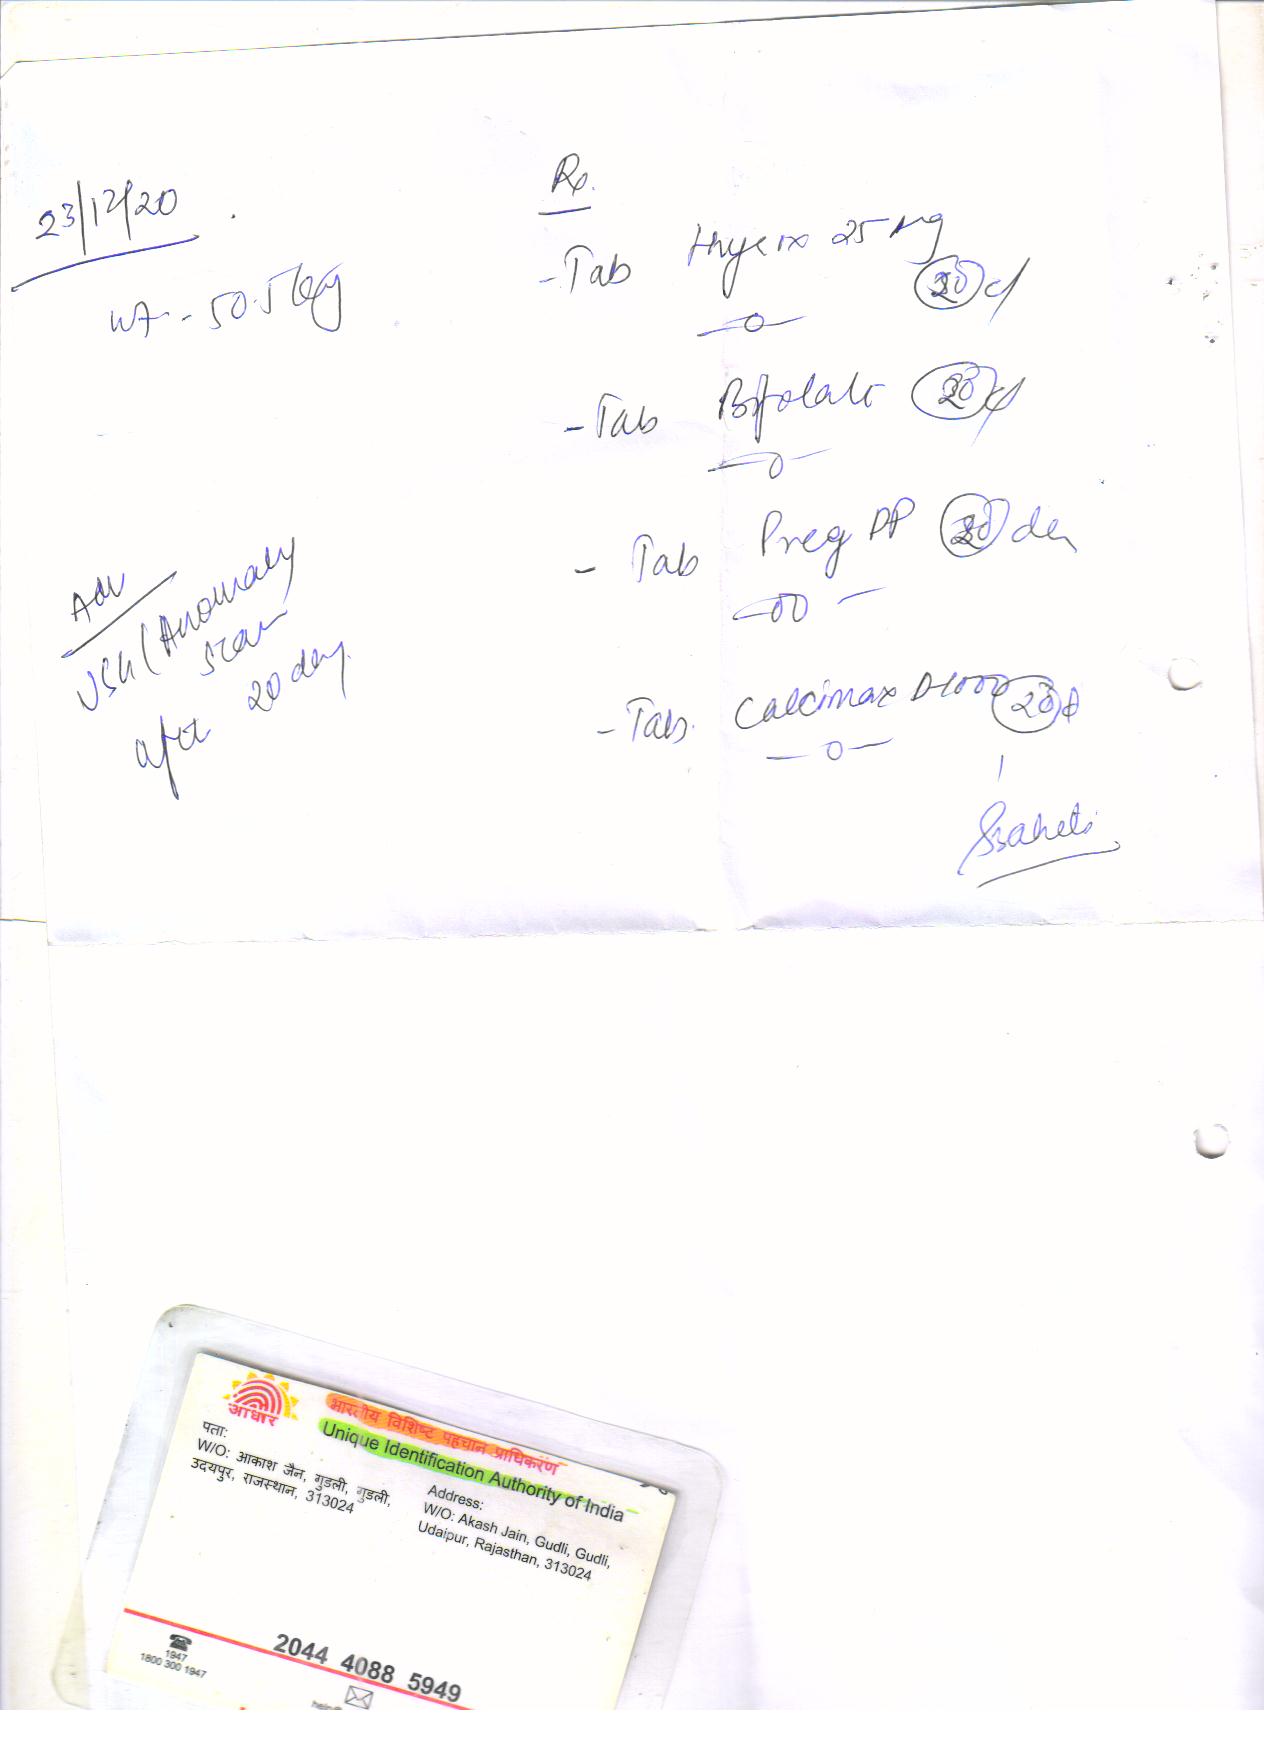 23/12/20
Wt - 50.5 kg
Rx.
- Tab 25 mg
20 d
- Tab Bifolate 20 d
- Tab Preg DP 20 day
- Tab. Calcimax D1000 20 d
Adv
USG (Anomaly
scan
after 20 day
आधार
भारतीय विशिष्ट पहचान प्राधिकरण
Unique Identification Authority of India
पता:
W/O: आकाश जैन, गुडली, गुडली,
उदयपुर, राजस्थान, 313024
Address:
W/O: Akash Jain, Gudli, Gudli,
Udaipur, Rajasthan, 313024
2044 4088 5949
1947
1800 300 1947